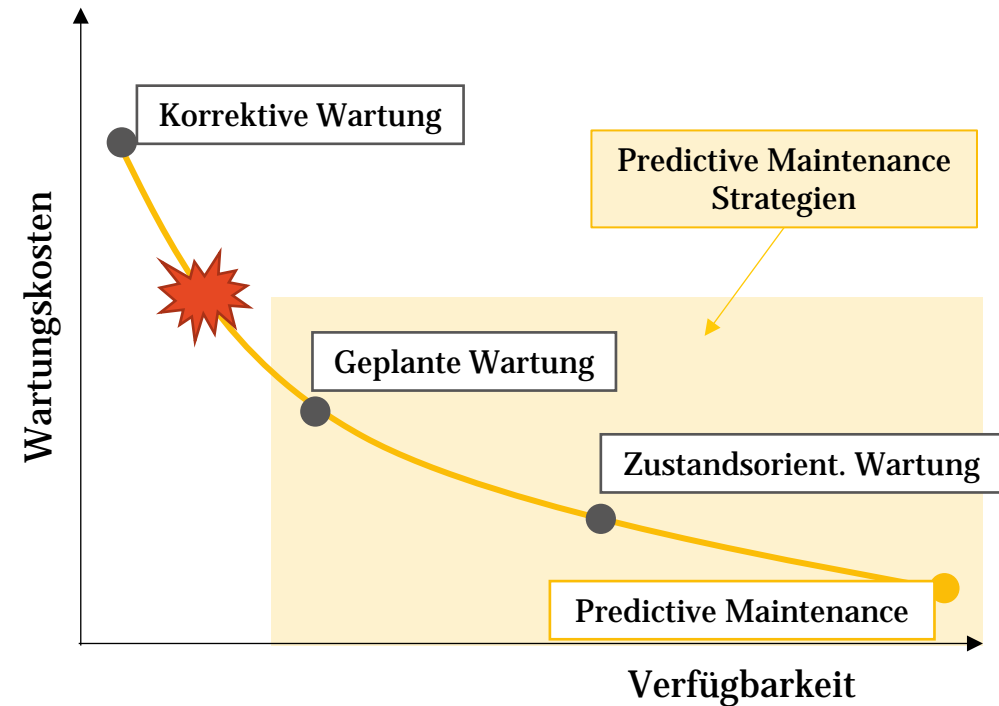 Korrektive Wartung
Predictive Maintenance
Strategien
Wartungskosten
Geplante Wartung
Zustandsorient. Wartung
Predictive Maintenance
Verfügbarkeit